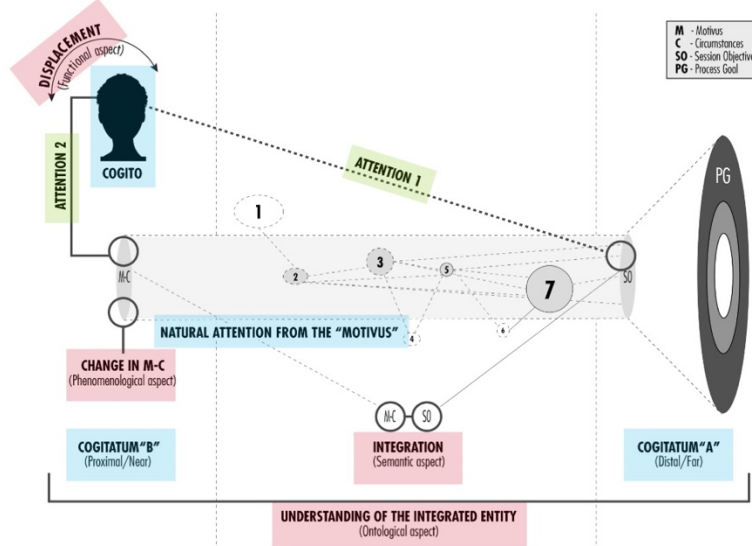 DISPLACEMENT
(Functional aspect)
M - Motivus
C - Circumstances
SO - Session Objective
PG - Process Goal
COGITO
ATTENTION 2
ATTENTION 1
PG
1
2
3
5
7
4
6
M-C
SO
NATURAL ATTENTION FROM THE “MOTIVUS”
CHANGE IN M-C
(Phenomenological aspect)
M-C
SO
INTEGRATION
(Semantic aspect)
COGITATUM“B”
(Proximal/Near)
COGITATUM“A”
(Distal/Far)
UNDERSTANDING OF THE INTEGRATED ENTITY
(Ontological aspect)